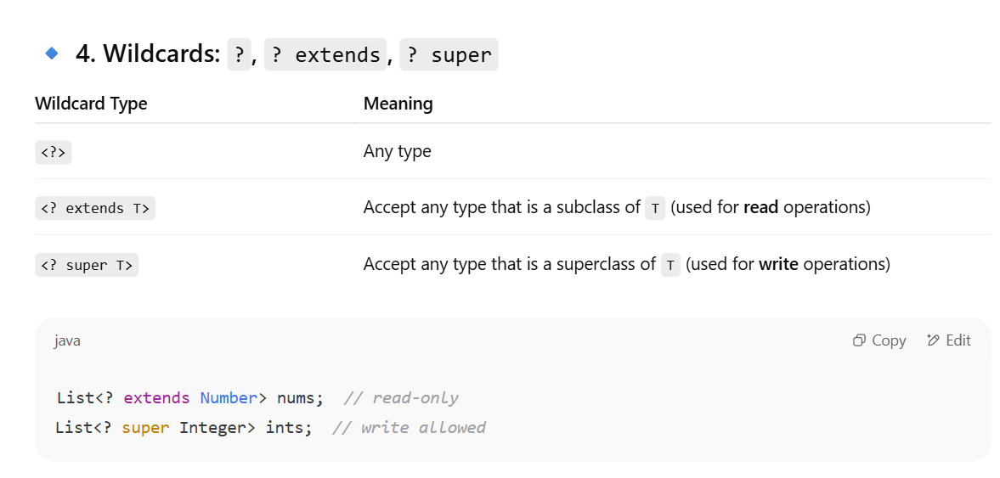 4. Wildcards: ?, ? extends, ? super
Wildcard Type Meaning
<?> Any type
<? extends T> Accept any type that is a subclass of T (used for read operations)
<? super T> Accept any type that is a superclass of T (used for write operations)
java Copy Edit
List<? extends Number> nums; // read-only
List<? super Integer> ints; // write allowed